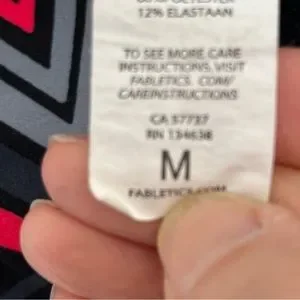 12% ELASTAAN
TO SEE MORE CARE
INSTRUCTIONS, VISIT
FABLETICS. COM/
CAREINSTRUCTIONS
CA 57737
RN 134638
M
FABLETICS.COM